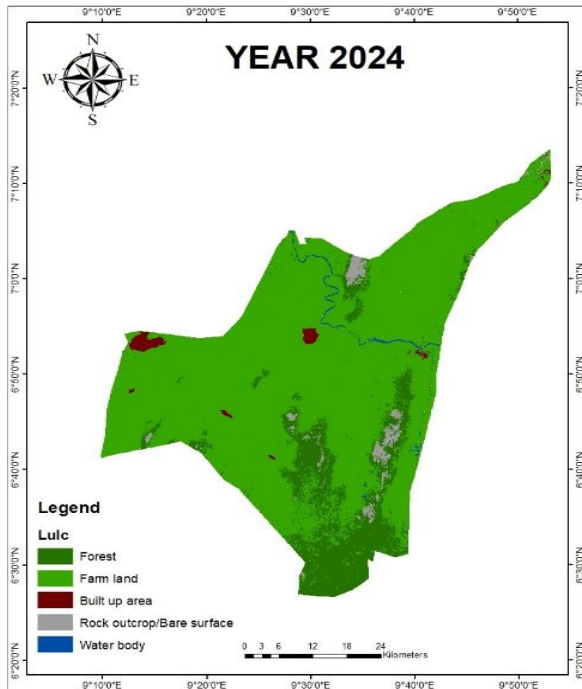 9°10'0"E 9°20'0"E 9°30'0"E 9°40'0"E 9°50'0"E
YEAR 2024
N
W E
S
7°20'0"N 7°20'0"N
7°10'0"N 7°10'0"N
7°0'0"N 7°0'0"N
6°50'0"N 6°50'0"N
6°40'0"N 6°40'0"N
6°30'0"N 6°30'0"N
6°20'0"N 6°20'0"N
Legend
Lulc
Forest
Farm land
Built up area
Rock outcrop/Bare surface
Water body
0 3 6 12 18 24
Kilometers
9°10'0"E 9°20'0"E 9°30'0"E 9°40'0"E 9°50'0"E